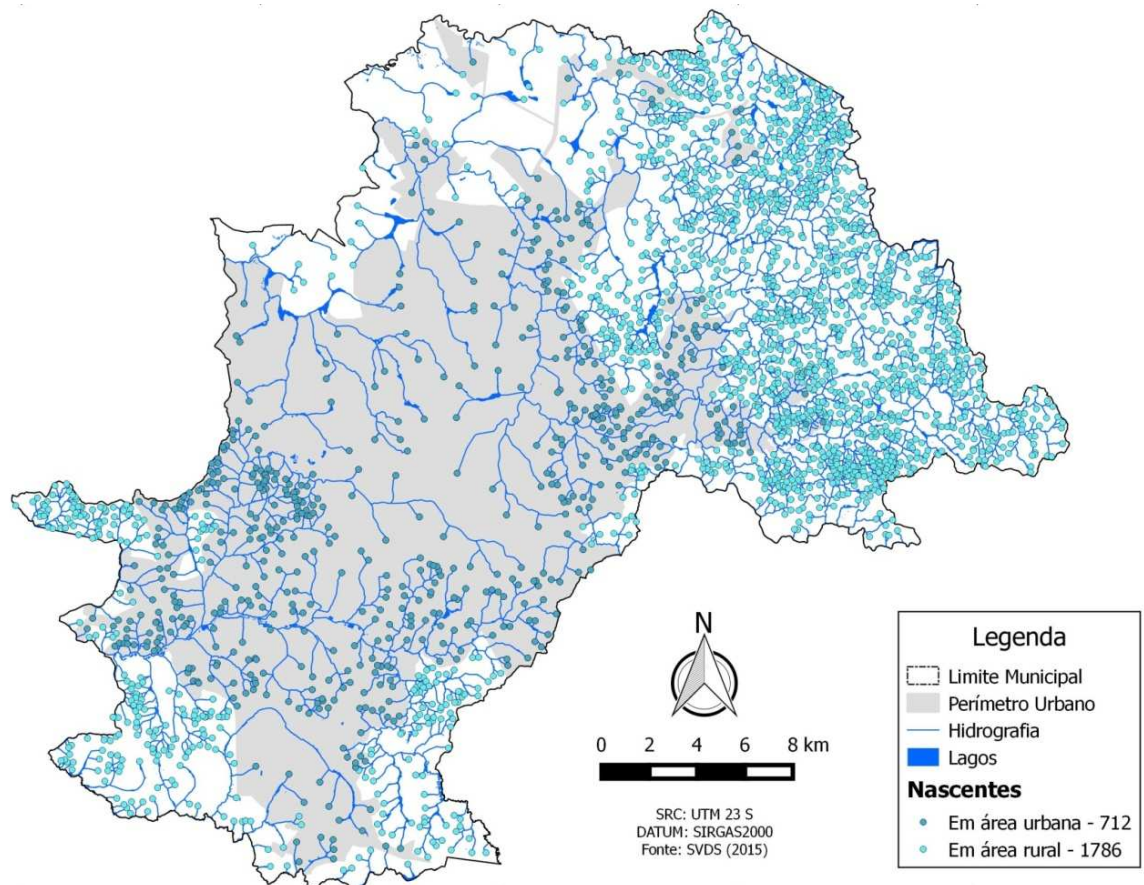 N
0 2 4 6 8 km
SRC: UTM 23 S
DATUM: SIRGAS2000
Fonte: SVDS (2015)
Legenda
Limite Municipal
Perímetro Urbano
Hidrografia
Lagos
Nascentes
Em área urbana - 712
Em área rural - 1786